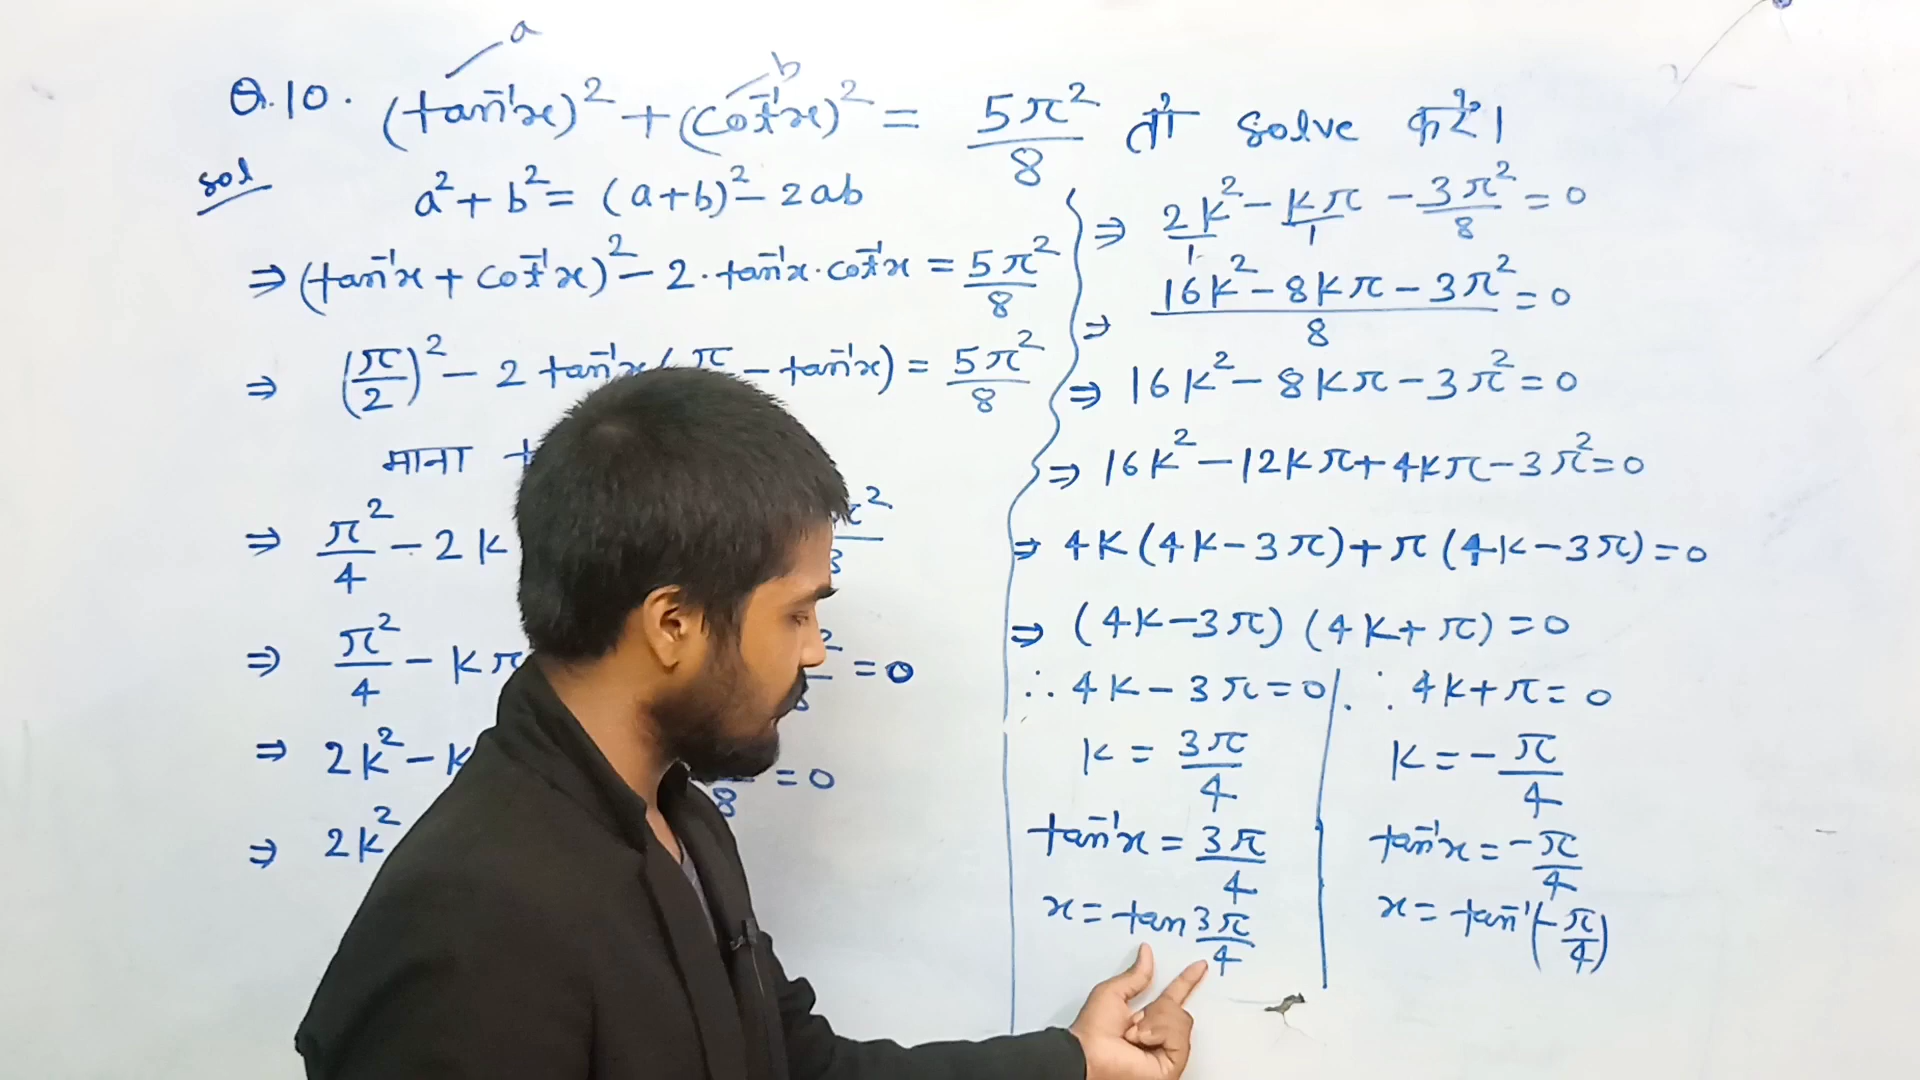 a
b
Q.10. (tan⁻¹x)² + (cot⁻¹x)² = 5π²/8 तो solve करें।
sol
a² + b² = (a+b)² - 2ab
⇒ (tan⁻¹x + cot⁻¹x)² - 2·tan⁻¹x·cot⁻¹x = 5π²/8
⇒ (π/2)² - 2 tan⁻¹x (π - tan⁻¹x) = 5π²/8
माना
⇒ π²/4 - 2k
⇒ π²/4 - kπ = 0
⇒ 2k² - k 8 = 0
⇒ 2k²
⇒ 2k²/1 - kπ/1 - 3π²/8 = 0
⇒ (16k² - 8kπ - 3π²)/8 = 0
⇒ 16k² - 8kπ - 3π² = 0
⇒ 16k² - 12kπ + 4kπ - 3π² = 0
⇒ 4k(4k - 3π) + π(4k - 3π) = 0
⇒ (4k - 3π) (4k + π) = 0
∴ 4k - 3π = 0
k = 3π/4
tan⁻¹x = 3π/4
x = tan 3π/4
∴ 4k + π = 0
k = -π/4
tan⁻¹x = -π/4
x = tan⁻¹(-π/4)